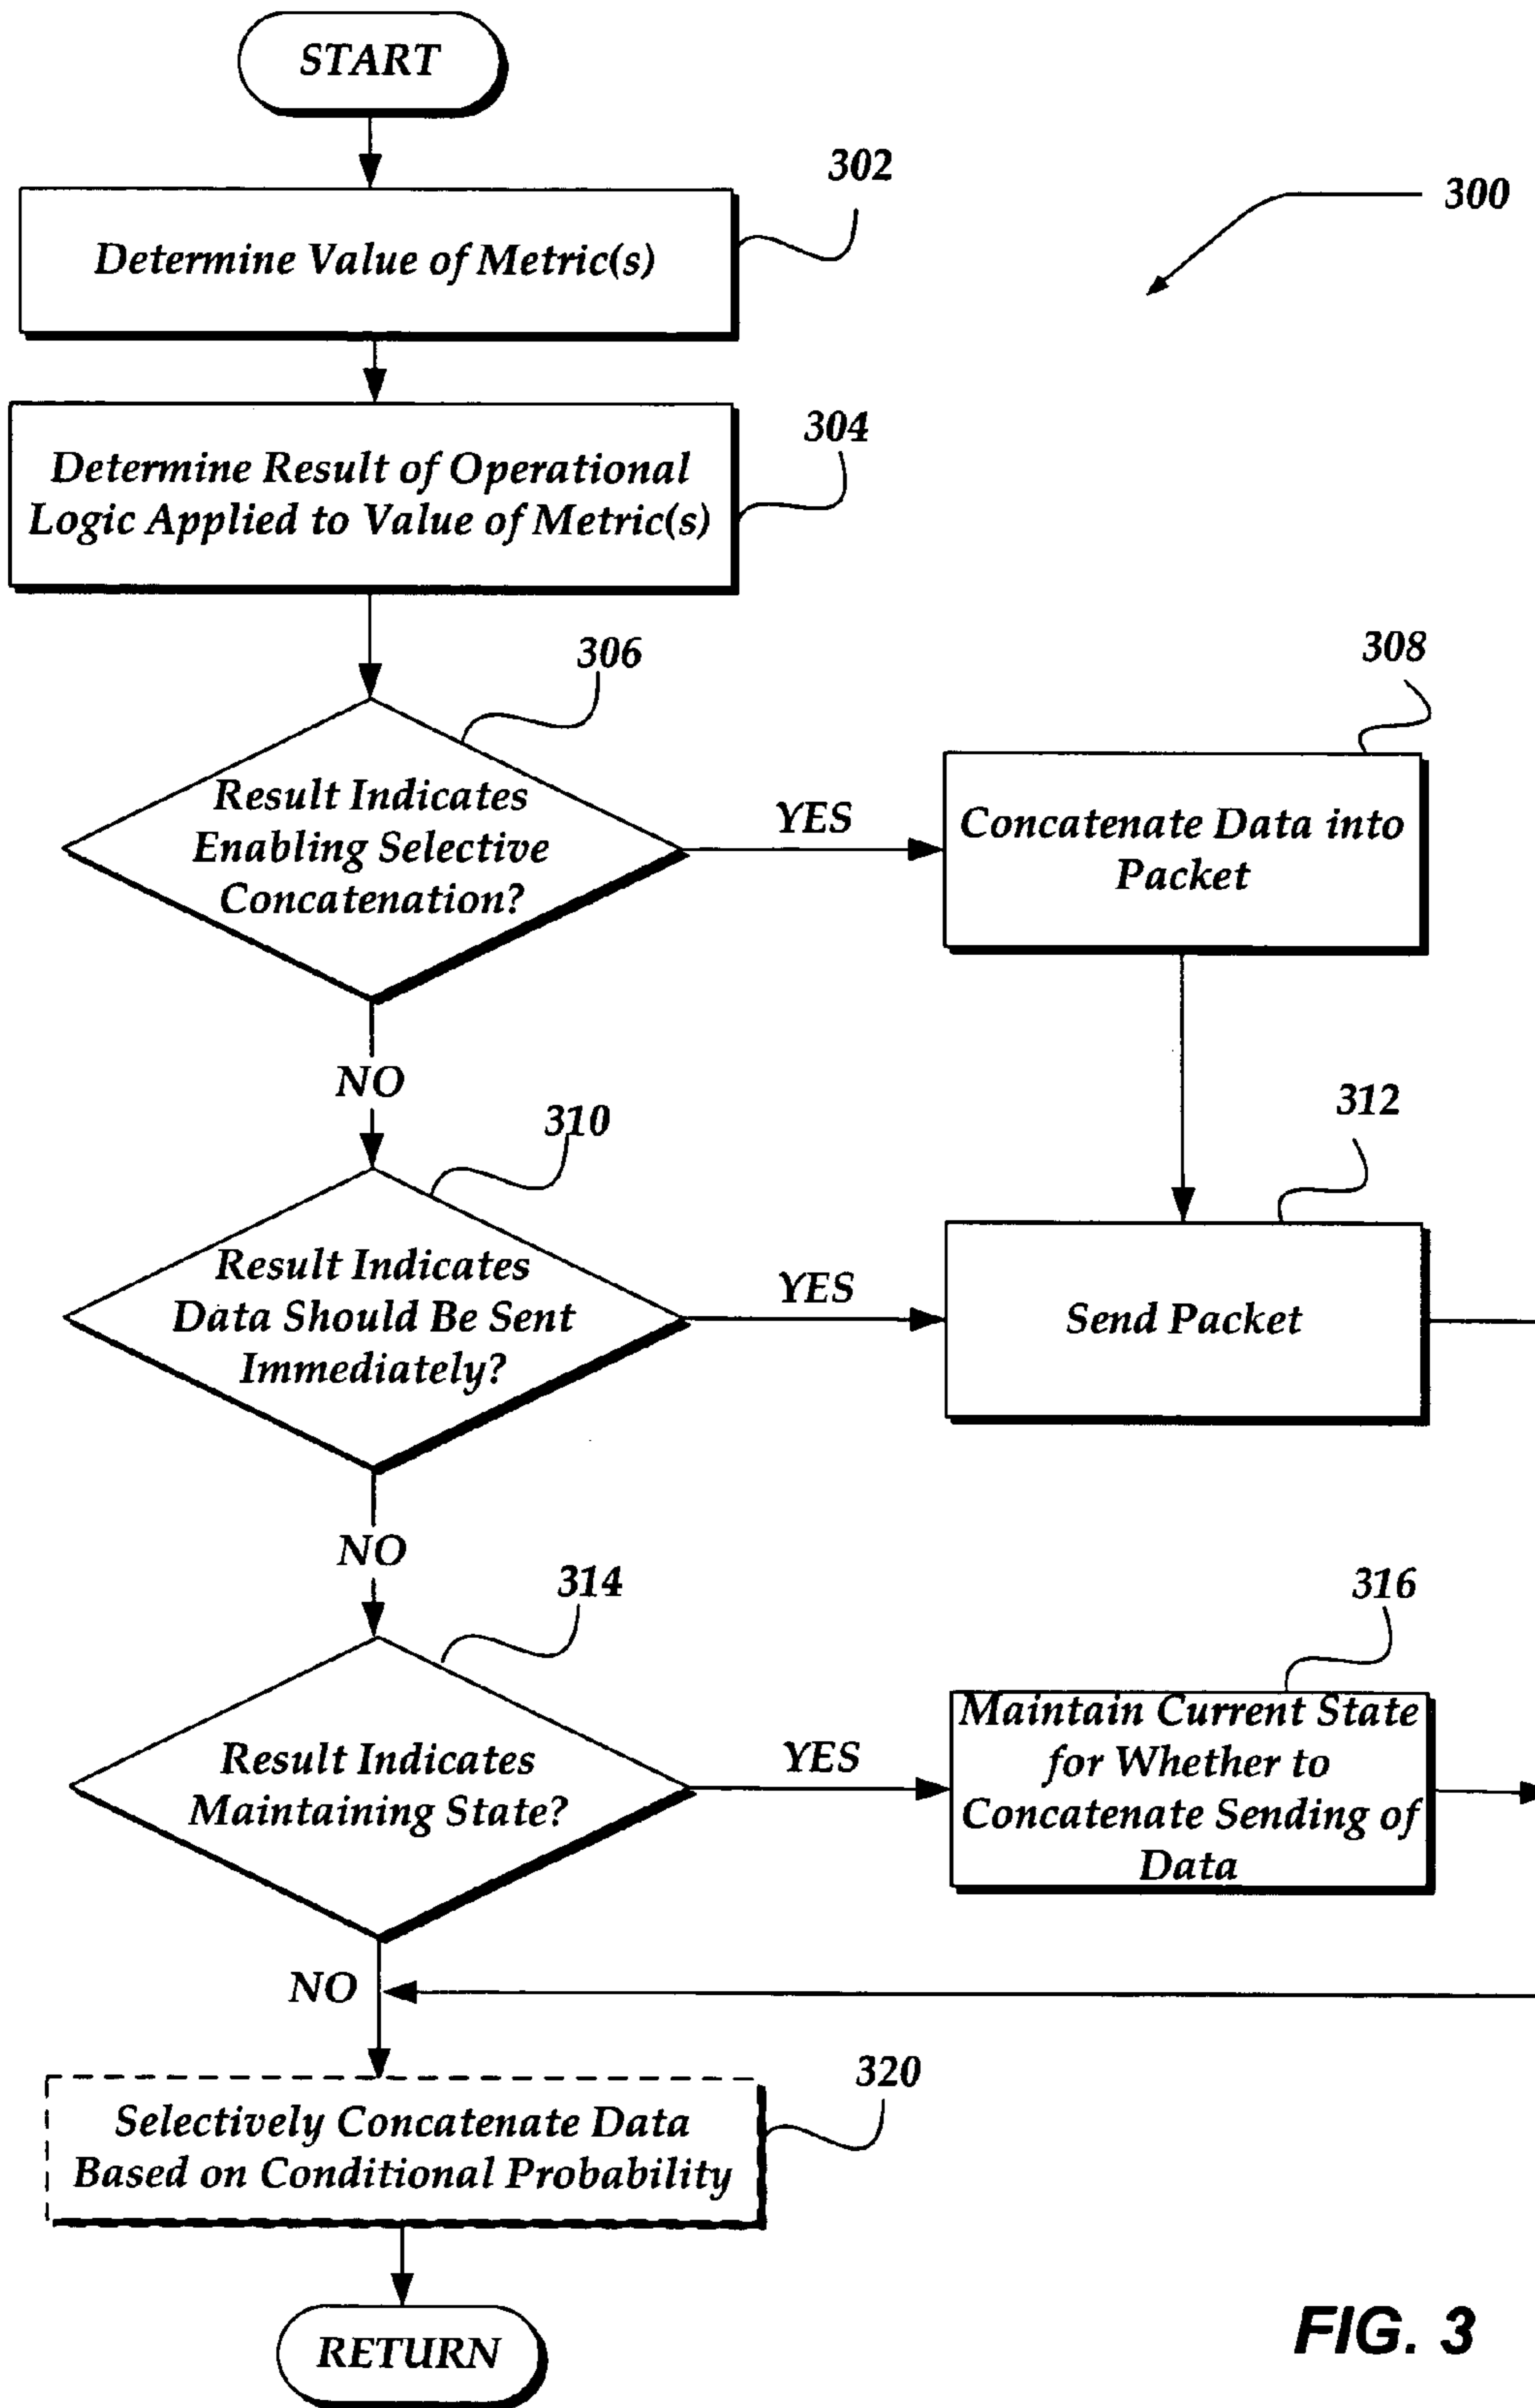 START
302
300
Determine Value of Metric(s)
304
Determine Result of Operational
Logic Applied to Value of Metric(s)
306
308
Result Indicates
Enabling Selective
Concatenation?
YES
Concatenate Data into
Packet
NO
310
312
Result Indicates
Data Should Be Sent
Immediately?
YES
Send Packet
NO
314
316
Result Indicates
Maintaining State?
YES
Maintain Current State
for Whether to
Concatenate Sending of
Data
NO
320
Selectively Concatenate Data
Based on Conditional Probability
RETURN
FIG. 3